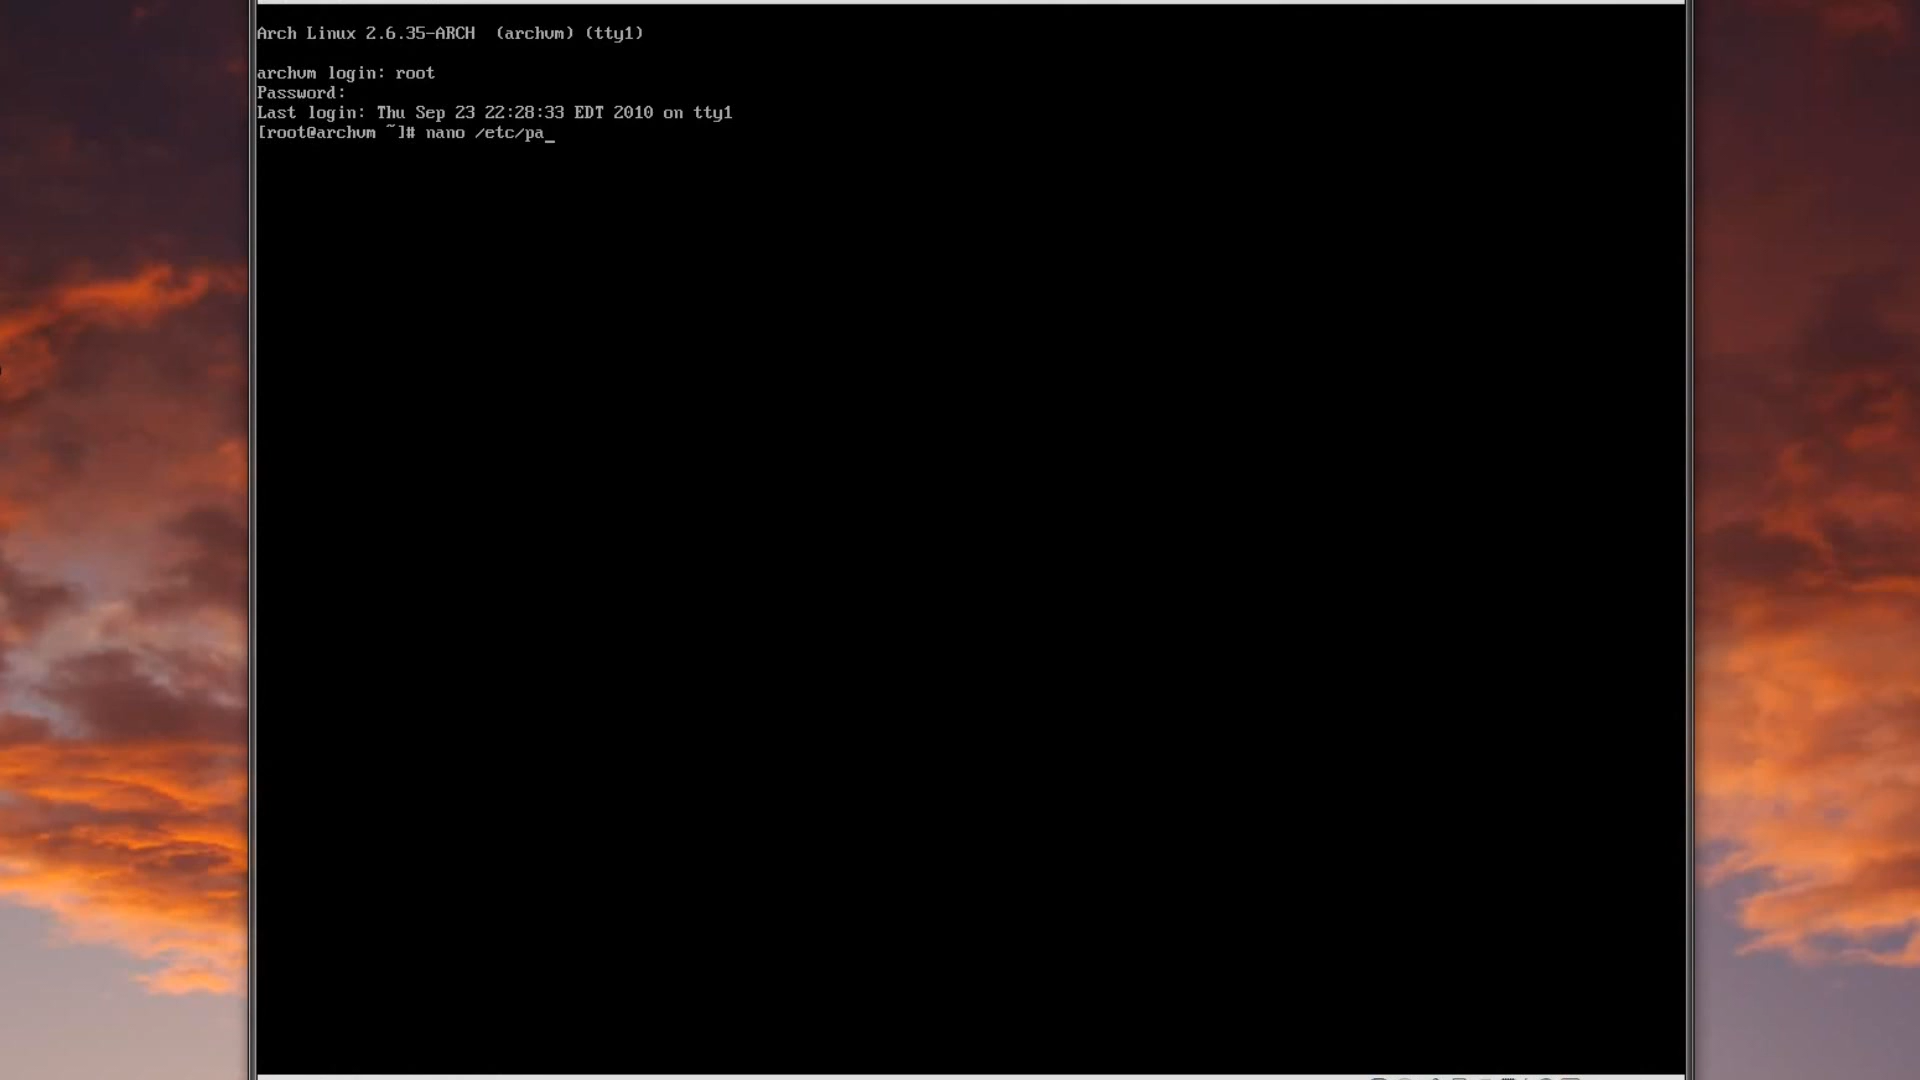 Arch Linux 2.6.35-ARCH  (archvm) (tty1)
archvm login: root
Password:
Last login: Thu Sep 23 22:28:33 EDT 2010 on tty1
[root@archvm ~]# nano /etc/pa_